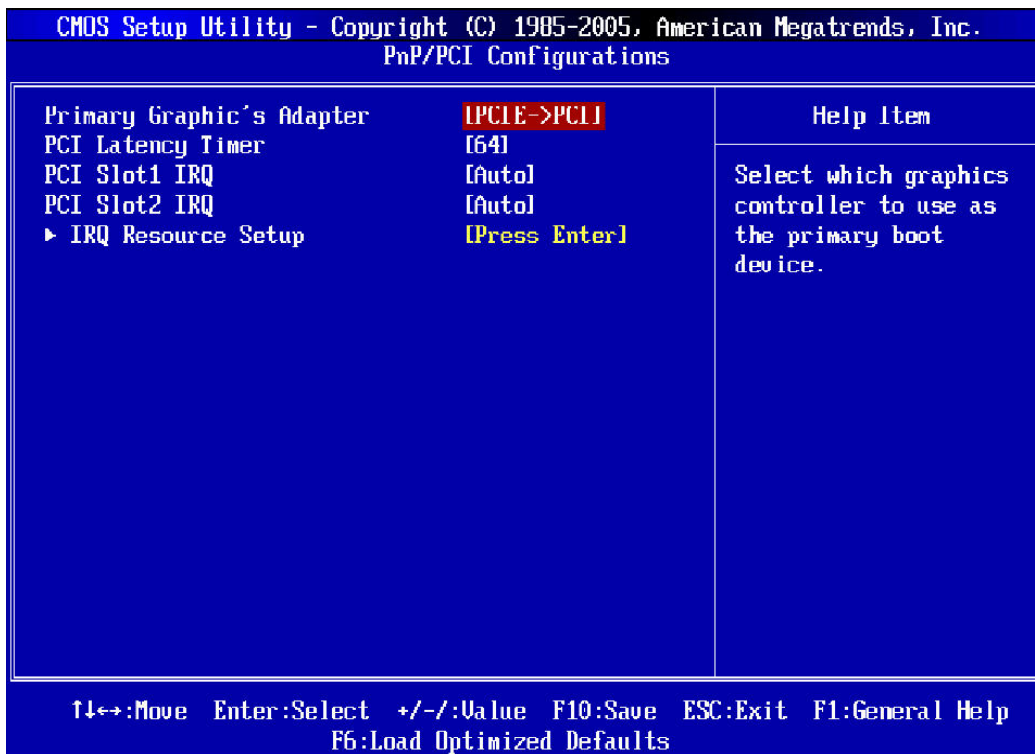 CMOS Setup Utility - Copyright (C) 1985-2005, American Megatrends, Inc.
PnP/PCI Configurations
Primary Graphic's Adapter [PCIE->PCI]
PCI Latency Timer [64]
PCI Slot1 IRQ [Auto]
PCI Slot2 IRQ [Auto]
▶ IRQ Resource Setup [Press Enter]
Help Item
Select which graphics
controller to use as
the primary boot
device.
↑↓←→:Move Enter:Select +/-/:Value F10:Save ESC:Exit F1:General Help
F6:Load Optimized Defaults